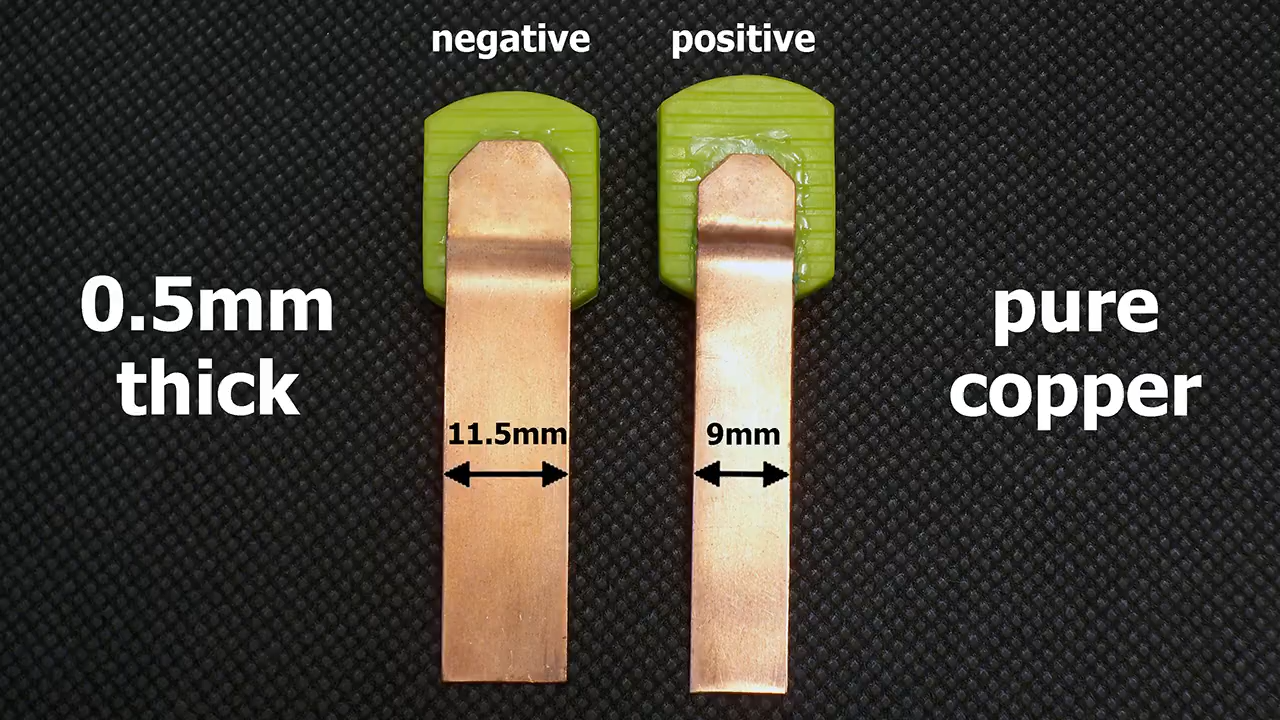 negative
positive
0.5mm
thick
pure
copper
11.5mm
9mm